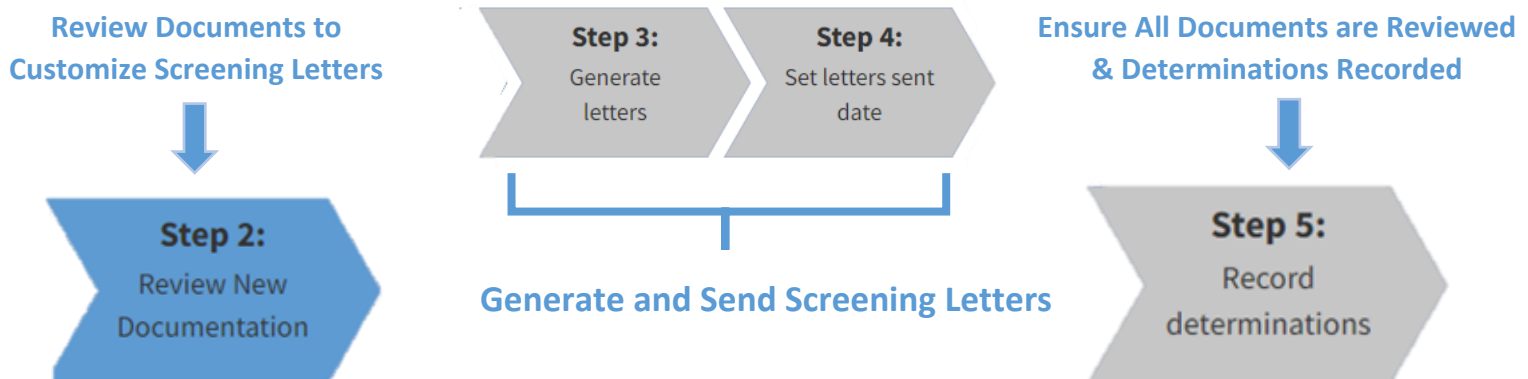 Review Documents to
Customize Screening Letters
Step 2:
Review New
Documentation
Step 3:
Generate
letters
Step 4:
Set letters sent
date
Generate and Send Screening Letters
Ensure All Documents are Reviewed
& Determinations Recorded
Step 5:
Record
determinations